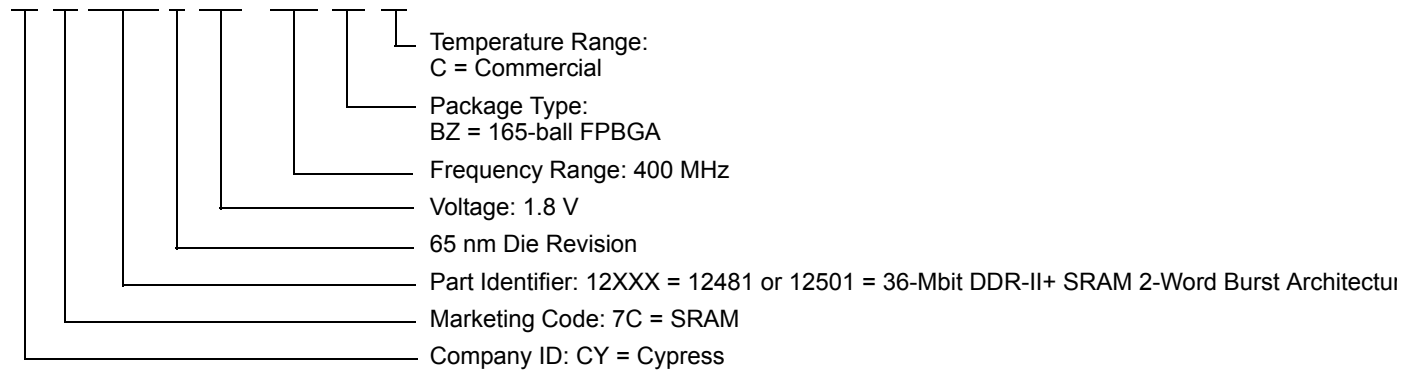 Temperature Range:
C = Commercial
Package Type:
BZ = 165-ball FPBGA
Frequency Range: 400 MHz
Voltage: 1.8 V
65 nm Die Revision
Part Identifier: 12XXX = 12481 or 12501 = 36-Mbit DDR-II+ SRAM 2-Word Burst
Marketing Code: 7C = SRAM
Company ID: CY = Cypress